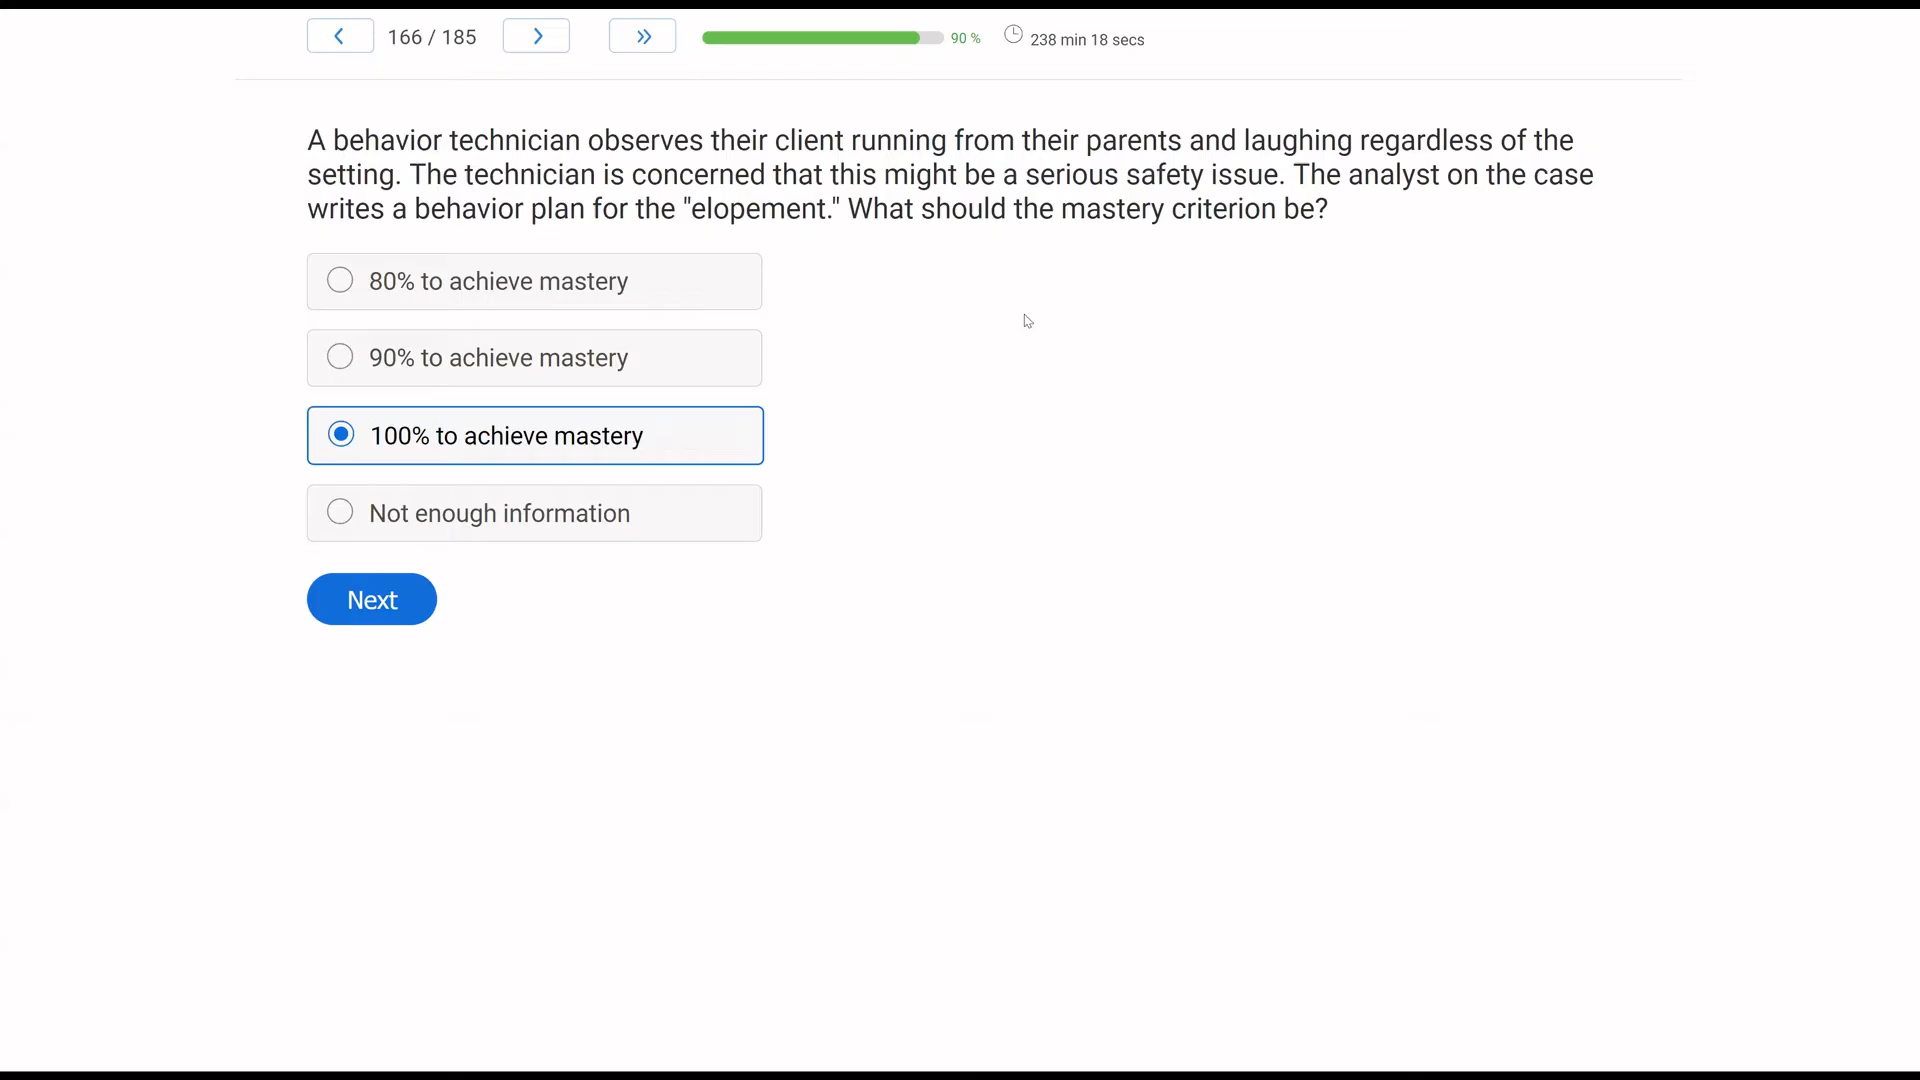 166 / 185
90 %
238 min 18 secs
A behavior technician observes their client running from their parents and laughing regardless of the
setting. The technician is concerned that this might be a serious safety issue. The analyst on the case
writes a behavior plan for the "elopement." What should the mastery criterion be?
80% to achieve mastery
90% to achieve mastery
100% to achieve mastery
Not enough information
Next